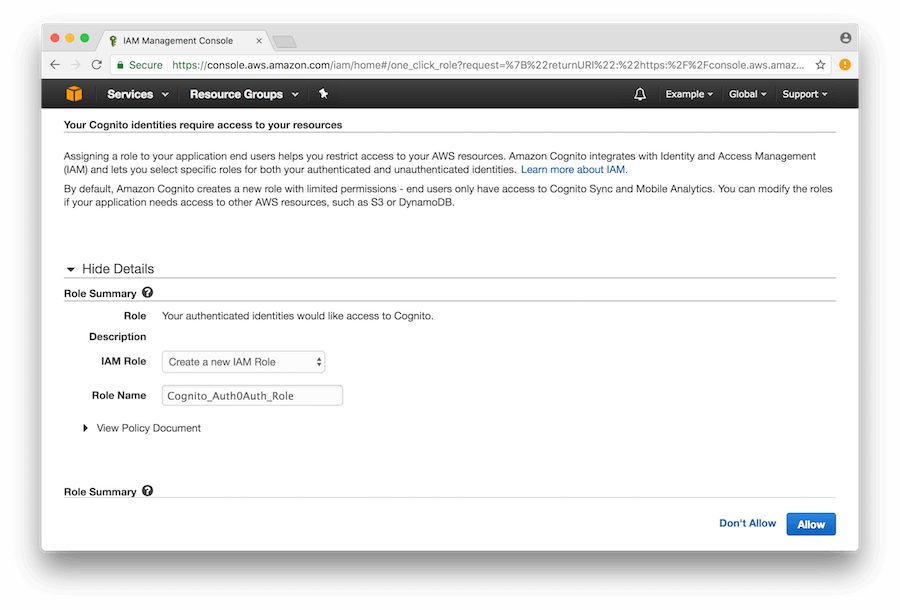 IAM Management Console
Secure https://console.aws.amazon.com/iam/home#/one_click_role?request=%7B%22returnURI%22:%22https:%2F%2Fconsole.aws.amaz...
Services Resource Groups Example Global Support
Your Cognito identities require access to your resources
Assigning a role to your application end users helps you restrict access to your AWS resources. Amazon Cognito integrates with Identity and Access Management
(IAM) and lets you select specific roles for both your authenticated and unauthenticated identities. Learn more about IAM.
By default, Amazon Cognito creates a new role with limited permissions - end users only have access to Cognito Sync and Mobile Analytics. You can modify the roles
if your application needs access to other AWS resources, such as S3 or DynamoDB.
Hide Details
Role Summary ?
Role Your authenticated identities would like access to Cognito.
Description
IAM Role Create a new IAM Role
Role Name Cognito_Auth0Auth_Role
View Policy Document
Role Summary ?
Don't Allow Allow